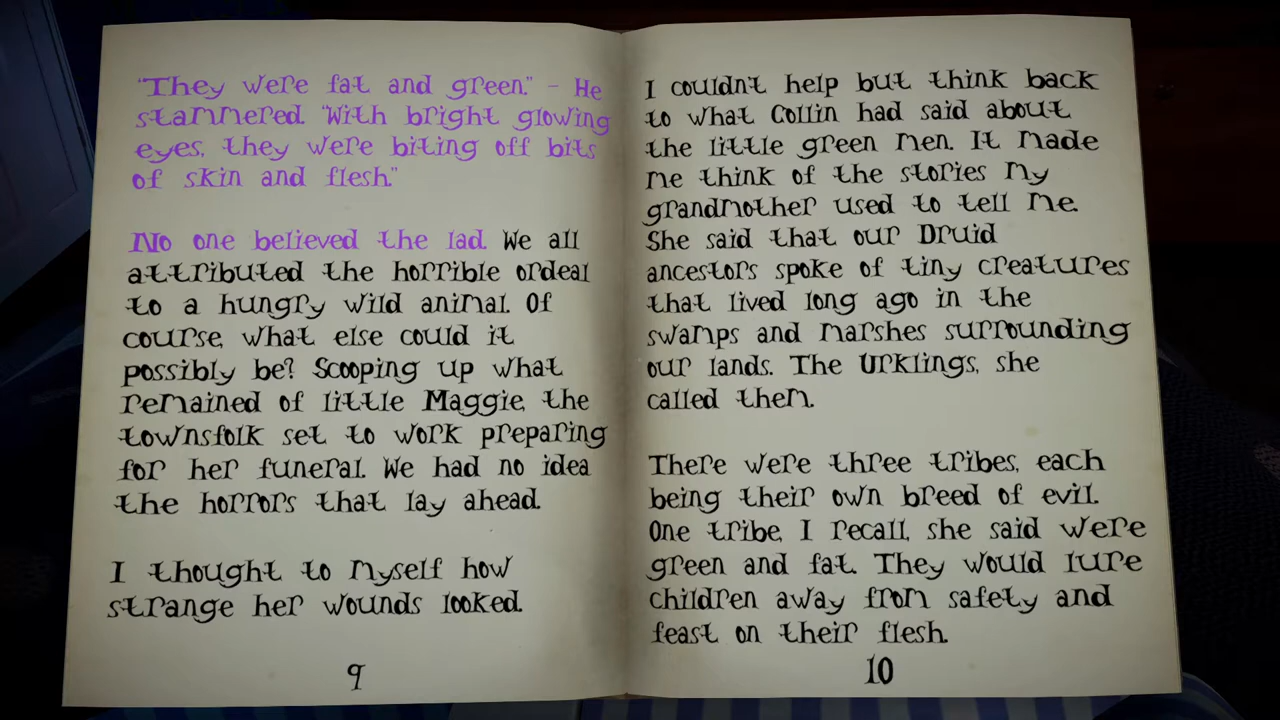 "They were fat and green." - He
stammered. "With bright glowing
eyes, they were biting off bits
of skin and flesh."
No one believed the lad. We all
attributed the horrible ordeal
to a hungry wild animal. Of
course, what else could it
possibly be? Scooping up what
remained of little Maggie, the
townsfolk set to work preparing
for her funeral. We had no idea
the horrors that lay ahead.
I thought to myself how
strange her wounds looked.
9
I couldn't help but think back
to what Collin had said about
the little green men. It made
me think of the stories my
grandmother used to tell me.
She said that our Druid
ancestors spoke of tiny creatures
that lived long ago in the
swamps and marshes surrounding
our lands. The Urklings, she
called them.
There were three tribes, each
being their own breed of evil.
One tribe, I recall, she said were
green and fat. They would lure
children away from safety and
feast on their flesh.
10